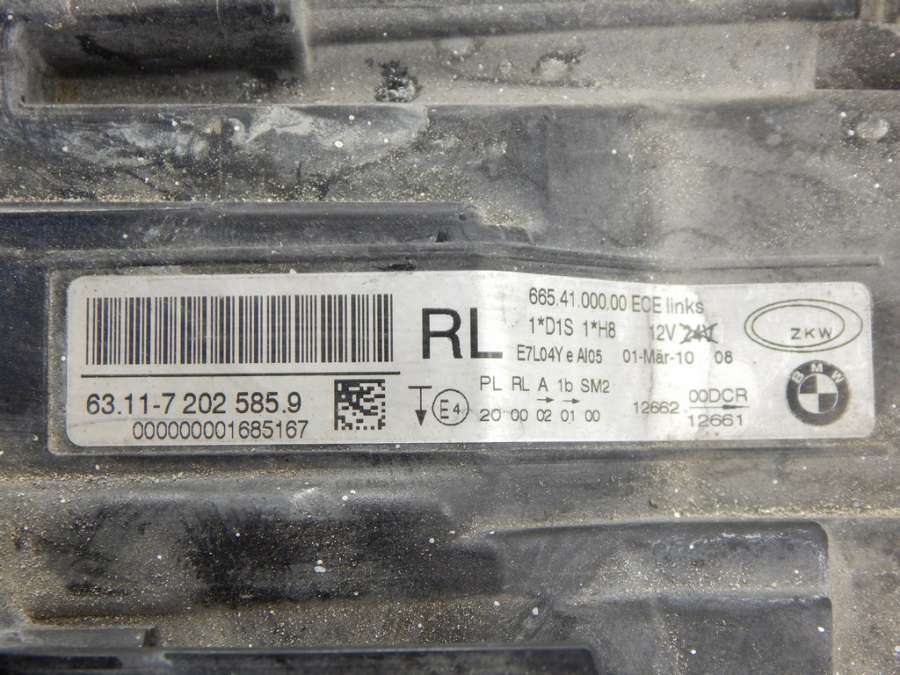 665.41.000.00 ECE links
RL
1*D1S 1*H8 12V 24V
ZKW
E7L04Y e AI05 01-Mär-10 08
BMW
63.11-7 202 585.9
PL RL A 1b SM2
E4
20 00 02 01 00
12662 00DCR
12661
000000001685167